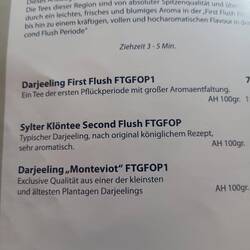 Die Tees dieser Region sind von absoluter Spitzenqualität und
durch ein leichtes, frisches und blumiges Aroma in der „First Flush
bis hin zu einem kräftigen, vollen und hocharomatischen Flavour in
cond Flush Periode"
Ziehzeit 3 - 5 Min.
Darjeeling First Flush FTGFOP1 7
Ein Tee der ersten Pflückperiode mit großer Aromaentfaltung.
AH 100gr.
Sylter Klöntee Second Flush FTGFOP
Typischer Darjeeling, nach original königlichem Rezept,
sehr aromatisch. AH 100gr.
Darjeeling „Monteviot" FTGFOP1
Exclusive Qualität aus einer der kleinsten
und ältesten Plantagen Darjeelings AH 100gr